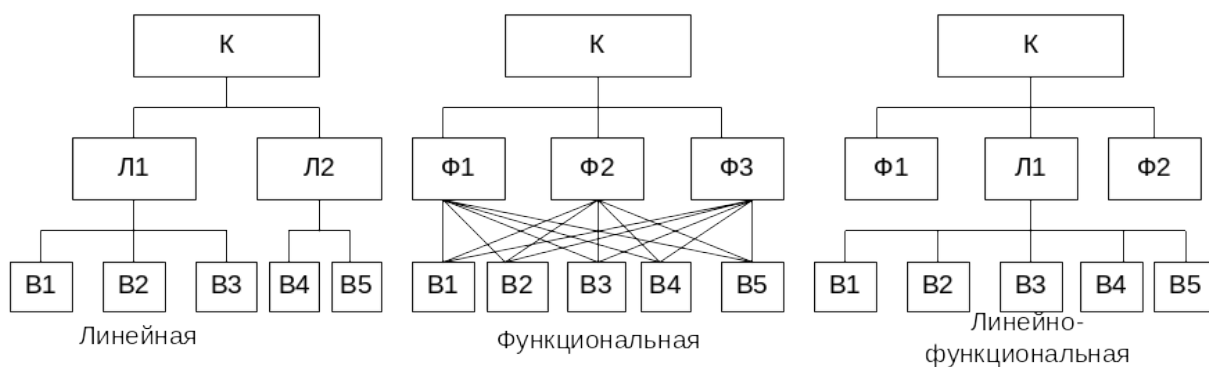 К К К
Л1 Л2 Ф1 Ф2 Ф3 Ф1 Л1 Ф2
В1 В2 В3 В4 В5 В1 В2 В3 В4 В5 В1 В2 В3 В4 В5
Линейная Функциональная Линейно-
функциональная